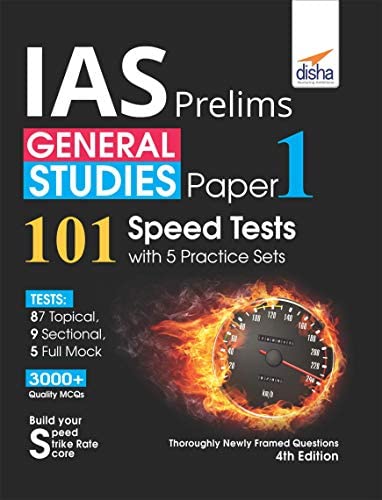 disha
IAS Prelims
GENERAL
STUDIES Paper 1
101 Speed Tests
with 5 Practice Sets
TESTS:
87 Topical,
9 Sectional,
5 Full Mock
3000+
Quality MCQs
Build your
Speed
Strike Rate
Score
km/h
Thoroughly Newly Framed Questions
4th Edition